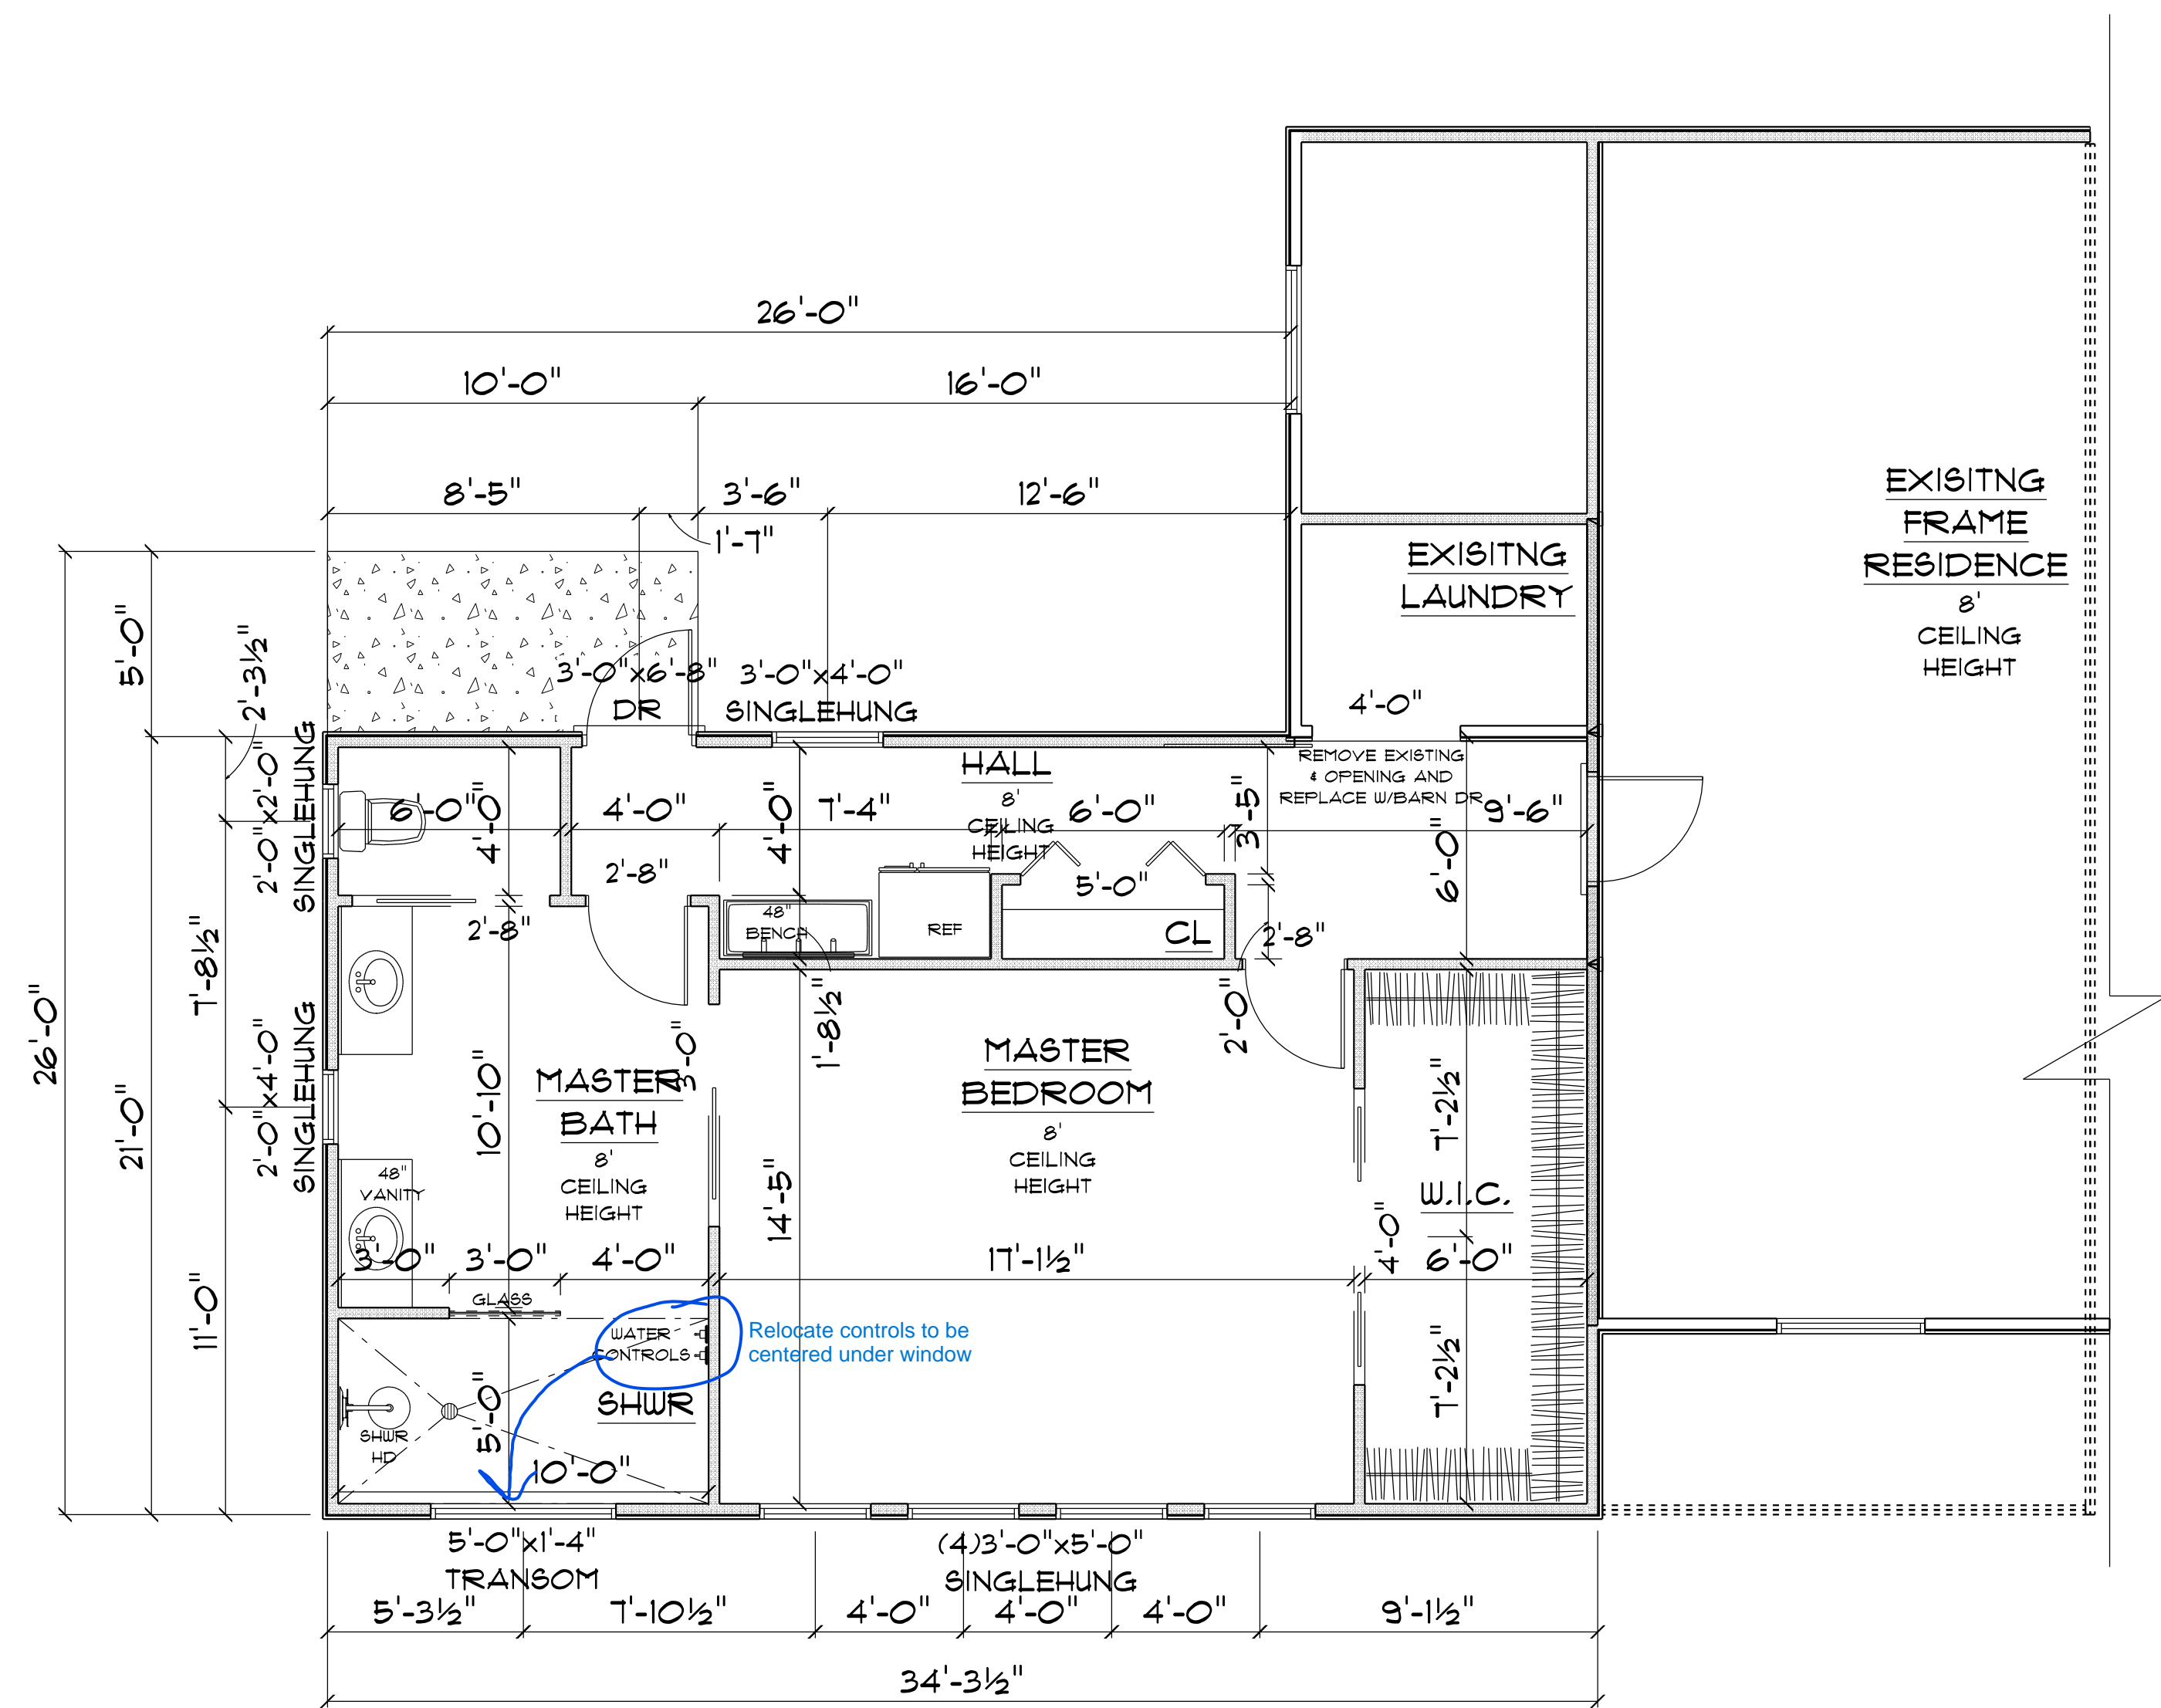 26'-0"
10'-0"
16'-0"
8'-5"
3'-6"
12'-6"
1'-7"
EXISITNG
FRAME
RESIDENCE
8'
CEILING
HEIGHT
EXISITNG
LAUNDRY
5'-0"
2'-3½"
3'-0"x6'-8"
DR
3'-0"x4'-0"
SINGLEHUNG
4'-0"
2'-0"x2'-0"
SINGLEHUNG
HALL
8'
CEILING
HEIGHT
REMOVE EXISTING
& OPENING AND
REPLACE W/BARN DR
6'-0"
4'-0"
4'-0"
4'-0"
7'-4"
6'-0"
3'-5"
9'-6"
6'-0"
2'-8"
5'-0"
48"
BENCH
REF
CL
2'-8"
2'-8"
7'-8½"
26'-0"
21'-0"
2'-0"x4'-0"
SINGLEHUNG
1'-8½"
2'-0"
3'-0"
10'-10"
MASTER
BATH
8'
CEILING
HEIGHT
MASTER
BEDROOM
8'
CEILING
HEIGHT
7'-2½"
W.I.C.
14'-5"
48"
VANITY
3'-0"
3'-0"
4'-0"
17'-1½"
4'-0"
6'-0"
11'-0"
GLASS
WATER
CONTROLS
Relocate controls to be
centered under window
7'-2½"
SHWR
SHWR
HD
5'-0"
10'-0"
5'-0"x1'-4"
TRANSOM
(4)3'-0"x5'-0"
SINGLEHUNG
5'-3½"
7'-10½"
4'-0"
4'-0"
4'-0"
9'-1½"
34'-3½"